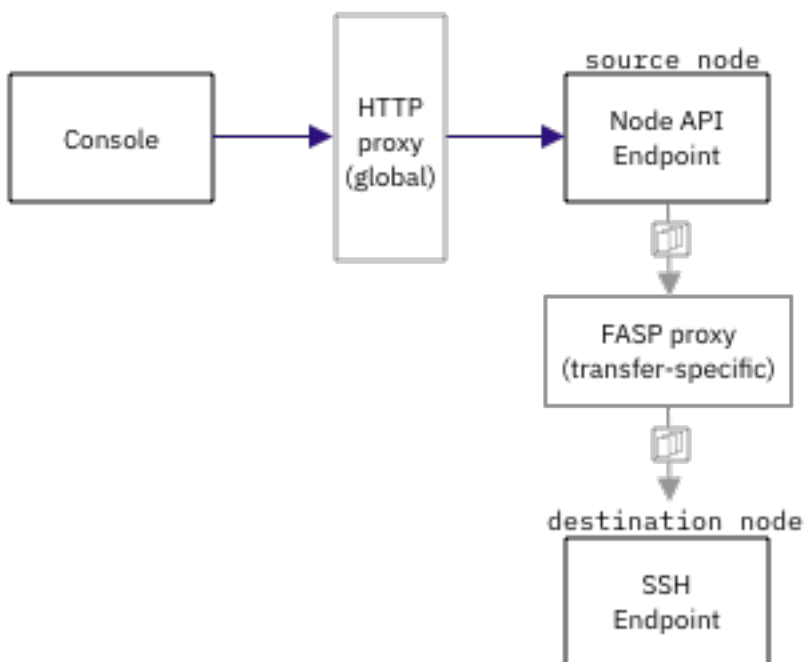 Console
HTTP
proxy
(global)
source node
Node API
Endpoint
FASP proxy
(transfer-specific)
destination node
SSH
Endpoint